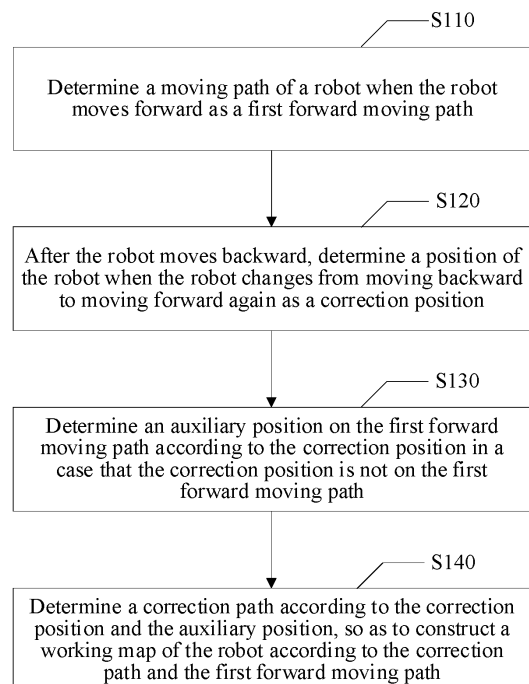 S110
Determine a moving path of a robot when the robot
moves forward as a first forward moving path
S120
After the robot moves backward, determine a position of
the robot when the robot changes from moving backward
to moving forward again as a correction position
S130
Determine an auxiliary position on the first forward
moving path according to the correction position in a
case that the correction position is not on the first
forward moving path
S140
Determine a correction path according to the correction
position and the auxiliary position, so as to construct a
working map of the robot according to the correction
path and the first forward moving path